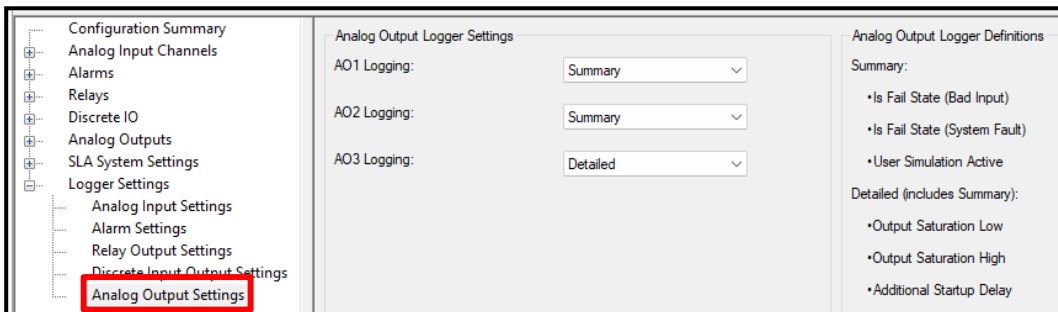 Configuration Summary
Analog Input Channels
Alarms
Relays
Discrete IO
Analog Outputs
SLA System Settings
Logger Settings
Analog Input Settings
Alarm Settings
Relay Output Settings
Discrete Input Output Settings
Analog Output Settings
Analog Output Logger Settings
AO1 Logging: Summary
AO2 Logging: Summary
AO3 Logging: Detailed
Analog Output Logger Definitions
Summary:
•Is Fail State (Bad Input)
•Is Fail State (System Fault)
•User Simulation Active
Detailed (includes Summary):
•Output Saturation Low
•Output Saturation High
•Additional Startup Delay